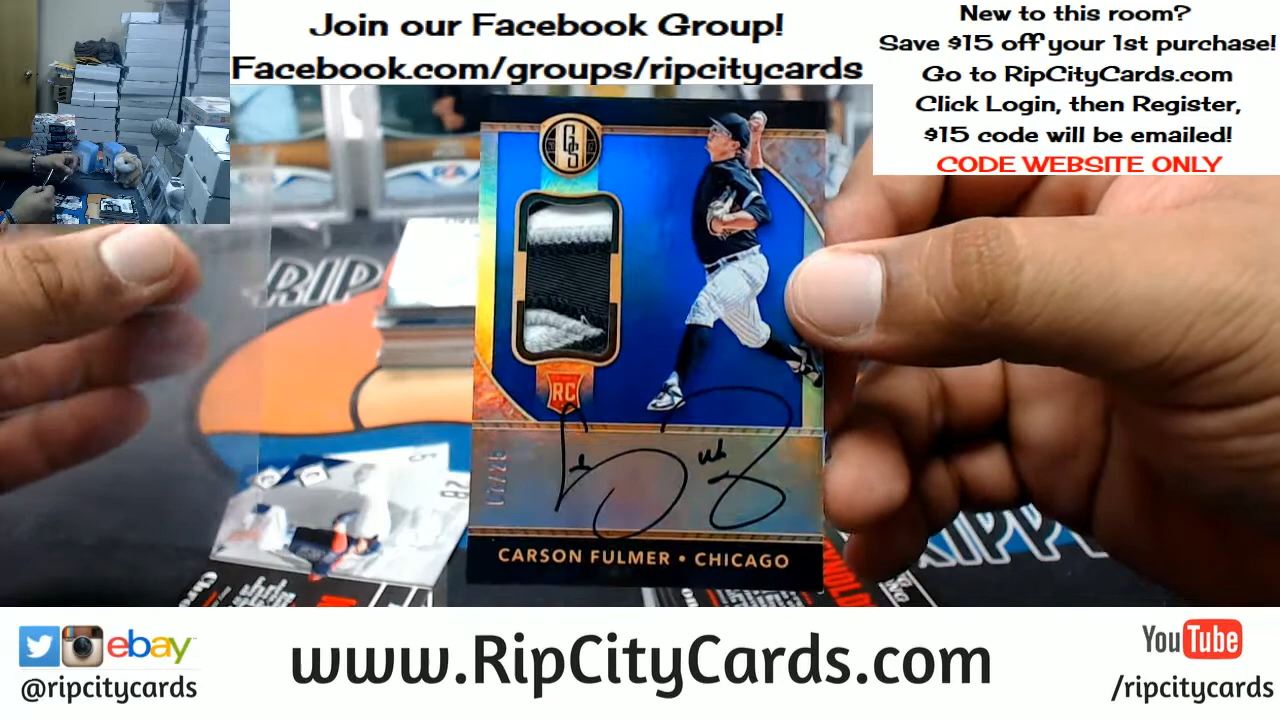 Join our Facebook Group!
Facebook.com/groups/ripcitycards
New to this room?
Save $15 off your 1st purchase!
Go to RipCityCards.com
Click Login, then Register,
$15 code will be emailed!
CODE WEBSITE ONLY
GS
RIP
RC
CARSON FULMER • CHICAGO
ebay
@ripcitycards
www.RipCityCards.com
YouTube
/ripcitycards